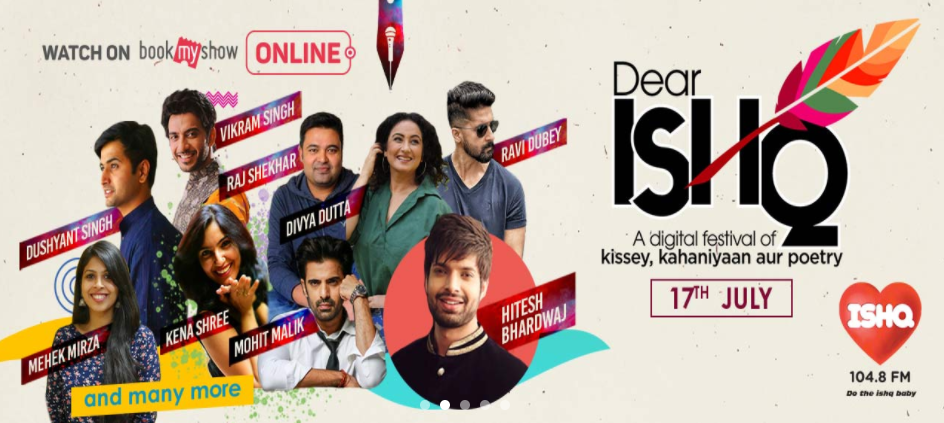 WATCH ON bookmyshow ONLINE
VIKRAM SINGH
RAJ SHEKHAR
RAVI DUBEY
DIVYA DUTTA
DUSHYANT SINGH
MEHEK MIRZA
KENA SHREE
MOHIT MALIK
HITESH
BHARDWAJ
and many more
Dear
ISHQ
A digital festival of
kissey, kahaniyaan aur poetry
17TH JULY
ISHQ
104.8 FM
Do the ishq baby